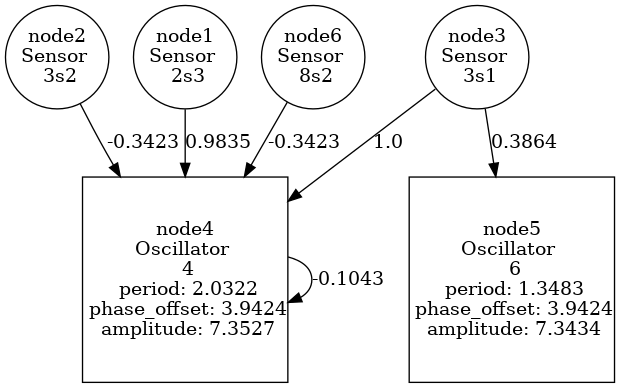 node2
Sensor
3s2
node1
Sensor
2s3
node6
Sensor
8s2
node3
Sensor
3s1
-0.3423
0.9835
-0.3423
1.0
0.3864
node4
Oscillator
4
period: 2.0322
phase_offset: 3.9424
amplitude: 7.3527
-0.1043
node5
Oscillator
6
period: 1.3483
phase_offset: 3.9424
amplitude: 7.3434